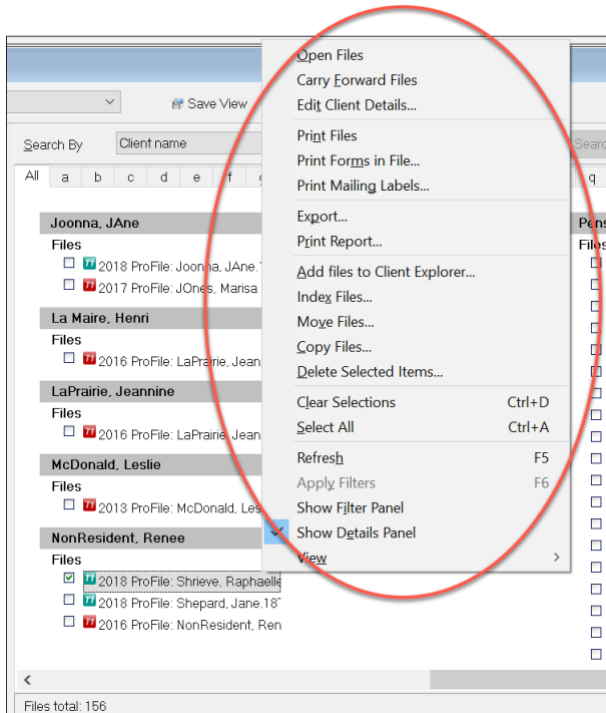 Save View
Search By
Client name
All a b c d e f
q
Joonna, JAne
Files
2018 ProFile: Joonna, JAne.
2017 ProFile: JOnes, Marisa
La Maire, Henri
Files
2016 ProFile: LaPrairie, Jean
LaPrairie, Jeannine
Files
2016 ProFile: LaPrairie, Jean
McDonald, Leslie
Files
2013 ProFile: McDonald, Les
NonResident, Renee
Files
2018 ProFile: Shrieve, Raphaelle
2018 ProFile: Shepard, Jane.18
2016 ProFile: NonResident, Ren
Files total: 156
Open Files
Carry Forward Files
Edit Client Details...
Print Files
Print Forms in File...
Print Mailing Labels...
Export...
Print Report...
Add files to Client Explorer...
Index Files...
Move Files...
Copy Files...
Delete Selected Items...
Clear Selections Ctrl+D
Select All Ctrl+A
Refresh F5
Apply Filters F6
Show Filter Panel
Show Details Panel
View
Searc
Pens
Files